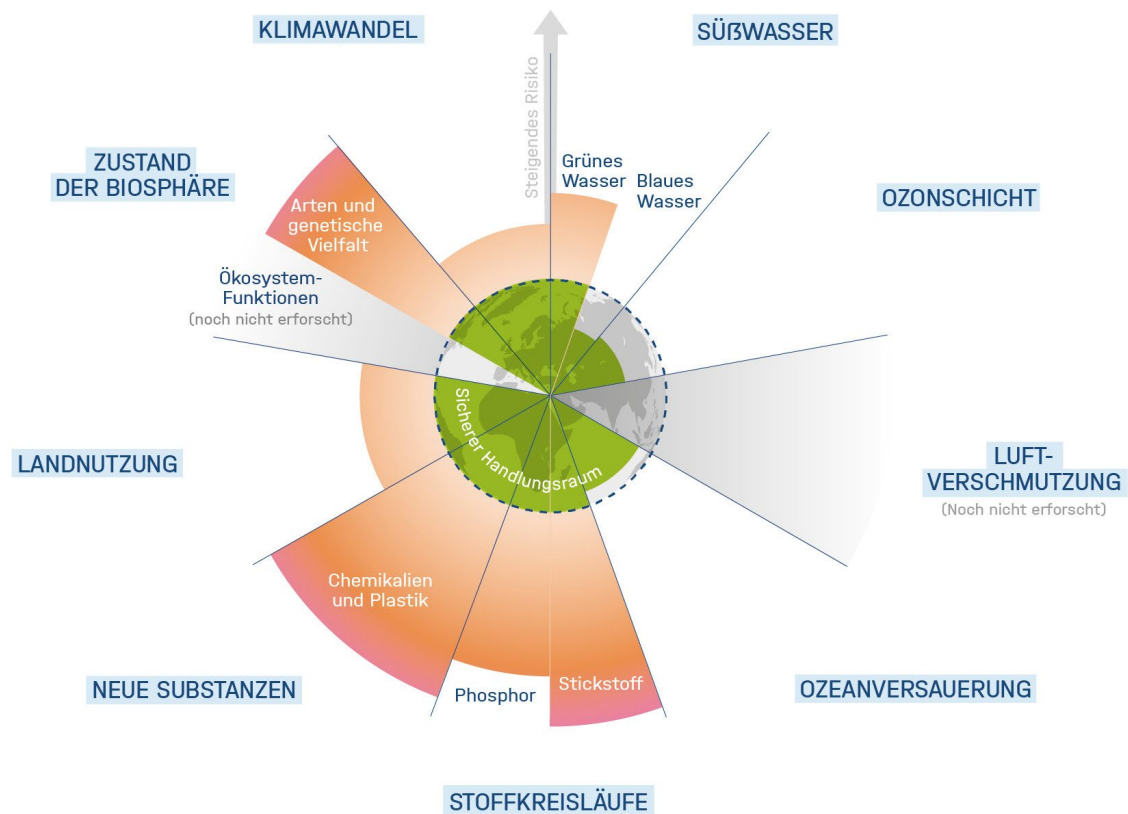 KLIMAWANDEL
SÜßWASSER
Steigendes Risiko
Grünes
Wasser
Blaues
Wasser
OZONSCHICHT
ZUSTAND
DER BIOSPHÄRE
Arten und
genetische
Vielfalt
Ökosystem-
Funktionen
(noch nicht erforscht)
Sicherer Handlungsraum
LANDNUTZUNG
LUFT-
VERSCHMUTZUNG
(Noch nicht erforscht)
Chemikalien
und Plastik
NEUE SUBSTANZEN
Phosphor
Stickstoff
OZEANVERSAUERUNG
STOFFKREISLÄUFE